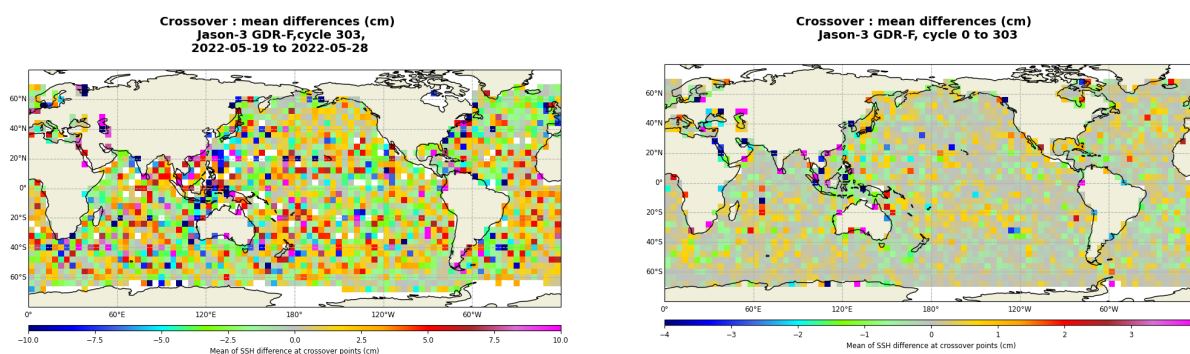 Crossover : mean differences (cm)
Jason-3 GDR-F,cycle 303,
2022-05-19 to 2022-05-28
60°N
40°N
20°N
0°
20°S
40°S
60°S
0° 60°E 120°E 180° 120°W 60°W
−10.0 −7.5 −5.0 −2.5 0.0 2.5 5.0 7.5 10.0
Mean of SSH difference at crossover points (cm)
Crossover : mean differences (cm)
Jason-3 GDR-F, cycle 0 to 303
60°N
40°N
20°N
0°
20°S
40°S
60°S
0° 60°E 120°E 180° 120°W 60°W
−4 −3 −2 −1 0 1 2 3
Mean of SSH difference at crossover points (cm)